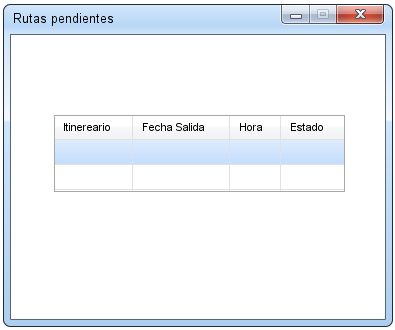 Rutas pendientes
Itinereario Fecha Salida Hora Estado